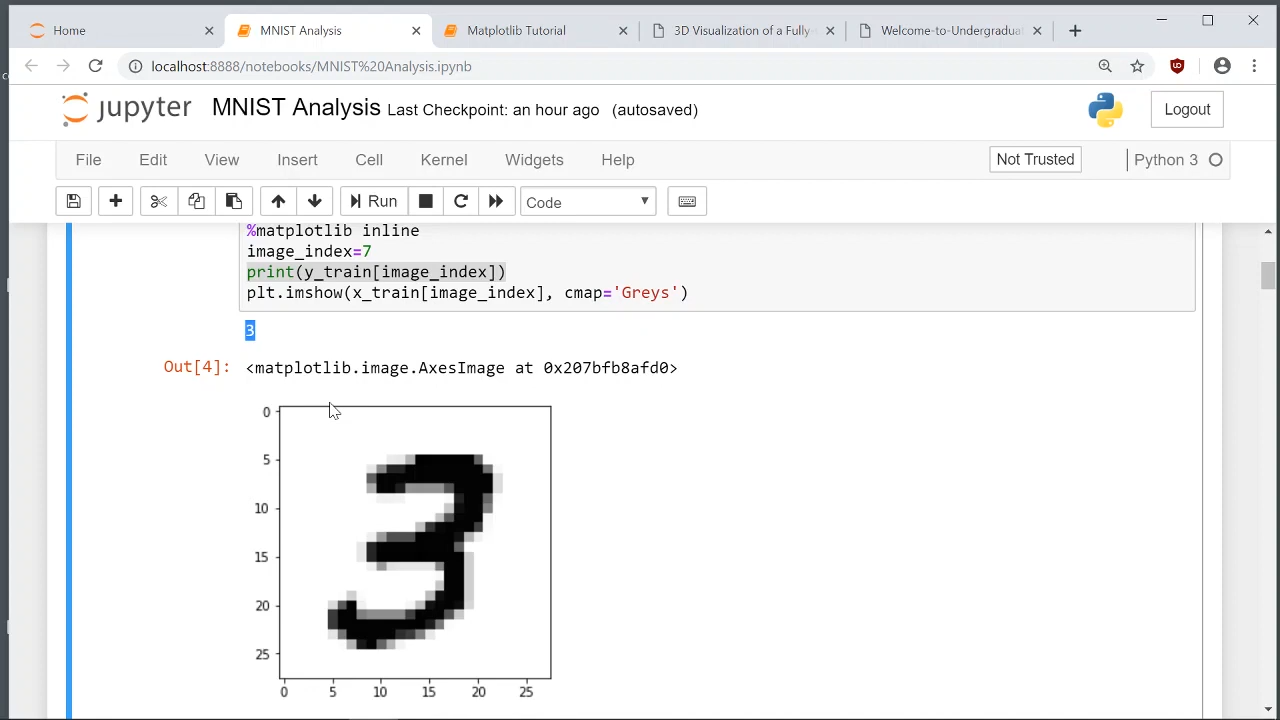 Home
MNIST Analysis
Matplotlib Tutorial
3D Visualization of a Fully-
Welcome-to-Undergradua
localhost:8888/notebooks/MNIST%20Analysis.ipynb
jupyter MNIST Analysis Last Checkpoint: an hour ago (autosaved)
Logout
File Edit View Insert Cell Kernel Widgets Help
Not Trusted
Python 3
Run
Code
%matplotlib inline
image_index=7
print(y_train[image_index])
plt.imshow(x_train[image_index], cmap='Greys')
3
Out[4]: <matplotlib.image.AxesImage at 0x207bfb8afd0>
0
5
10
15
20
25
3
0 5 10 15 20 25